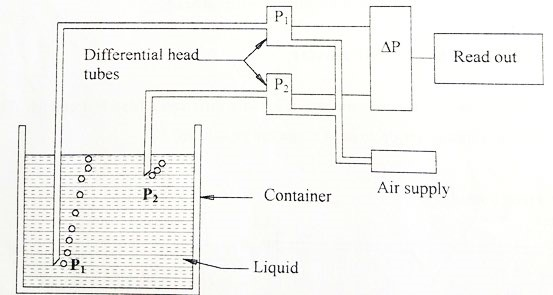 P₁
Differential head
tubes
ΔP
Read out
P₂
Air supply
P₂
Container
P₁
Liquid